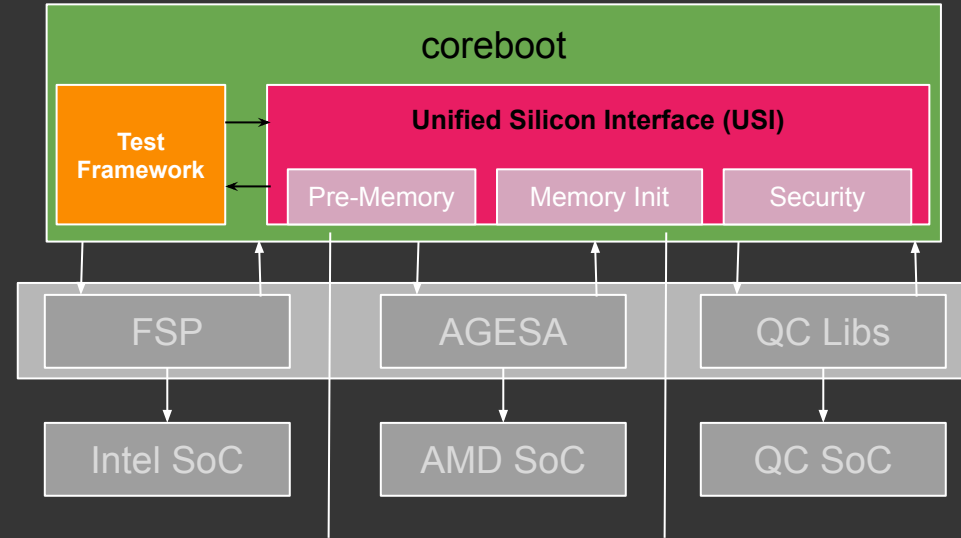 coreboot
Test
Framework
Unified Silicon Interface (USI)
Pre-Memory
Memory Init
Security
FSP
AGESA
QC Libs
Intel SoC
AMD SoC
QC SoC